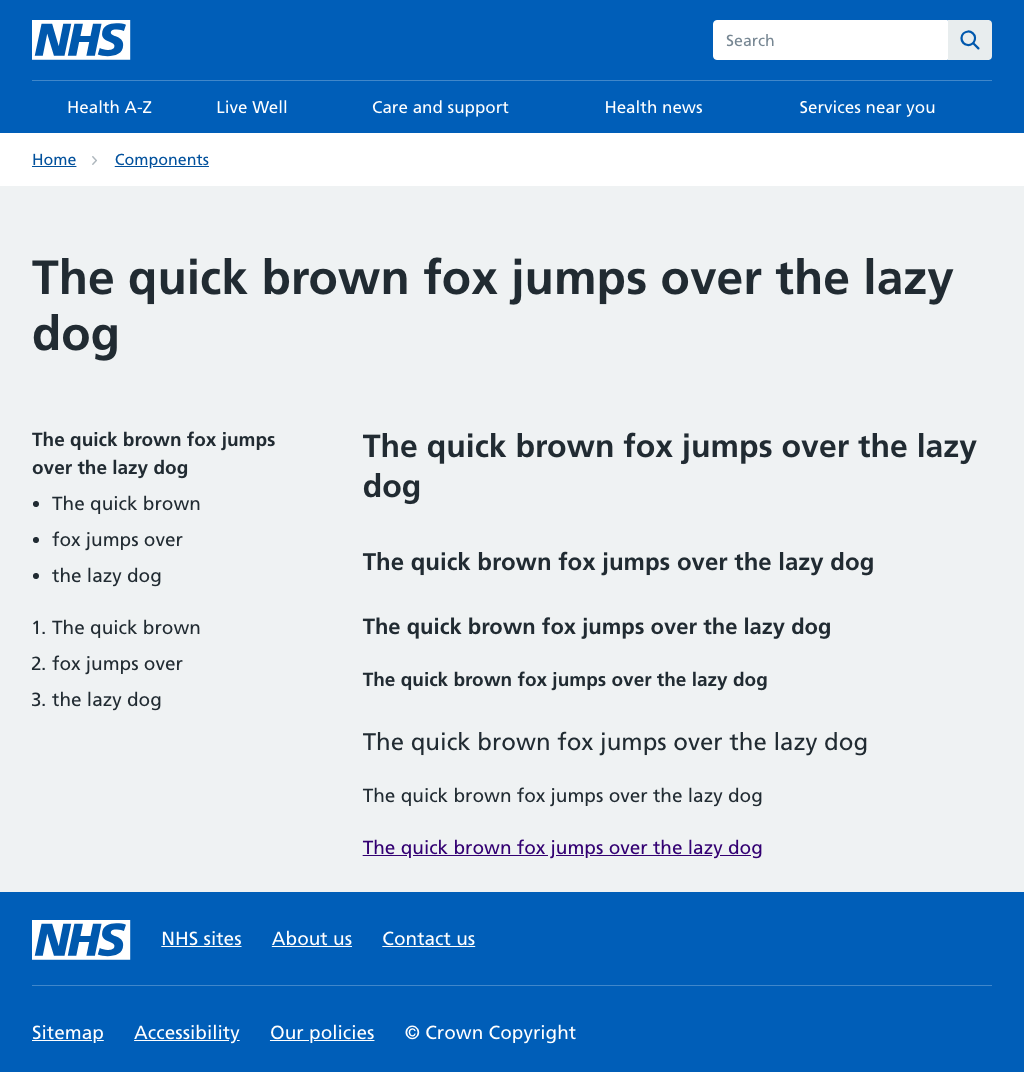 NHS
Search
Health A-Z Live Well Care and support Health news Services near you
Home Components
The quick brown fox jumps over the lazy
dog
The quick brown fox jumps
over the lazy dog
• The quick brown
• fox jumps over
• the lazy dog
1. The quick brown
2. fox jumps over
3. the lazy dog
The quick brown fox jumps over the lazy
dog
The quick brown fox jumps over the lazy dog
The quick brown fox jumps over the lazy dog
The quick brown fox jumps over the lazy dog
The quick brown fox jumps over the lazy dog
The quick brown fox jumps over the lazy dog
The quick brown fox jumps over the lazy dog
NHS NHS sites About us Contact us
Sitemap Accessibility Our policies © Crown Copyright